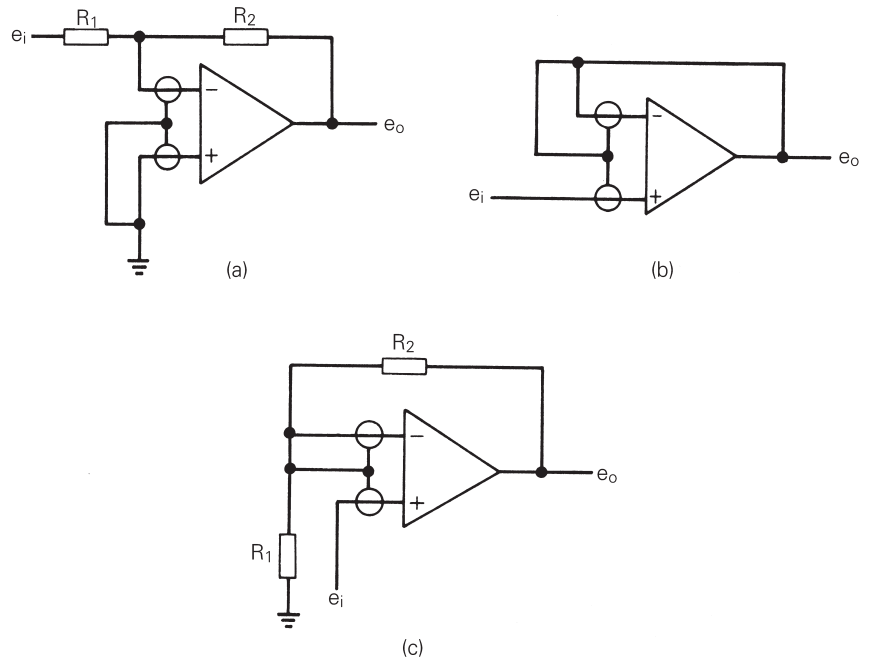 R₁
R₂
eᵢ
−
+
eₒ
(a)
−
+
eᵢ
eₒ
(b)
R₂
−
+
eₒ
R₁
eᵢ
(c)